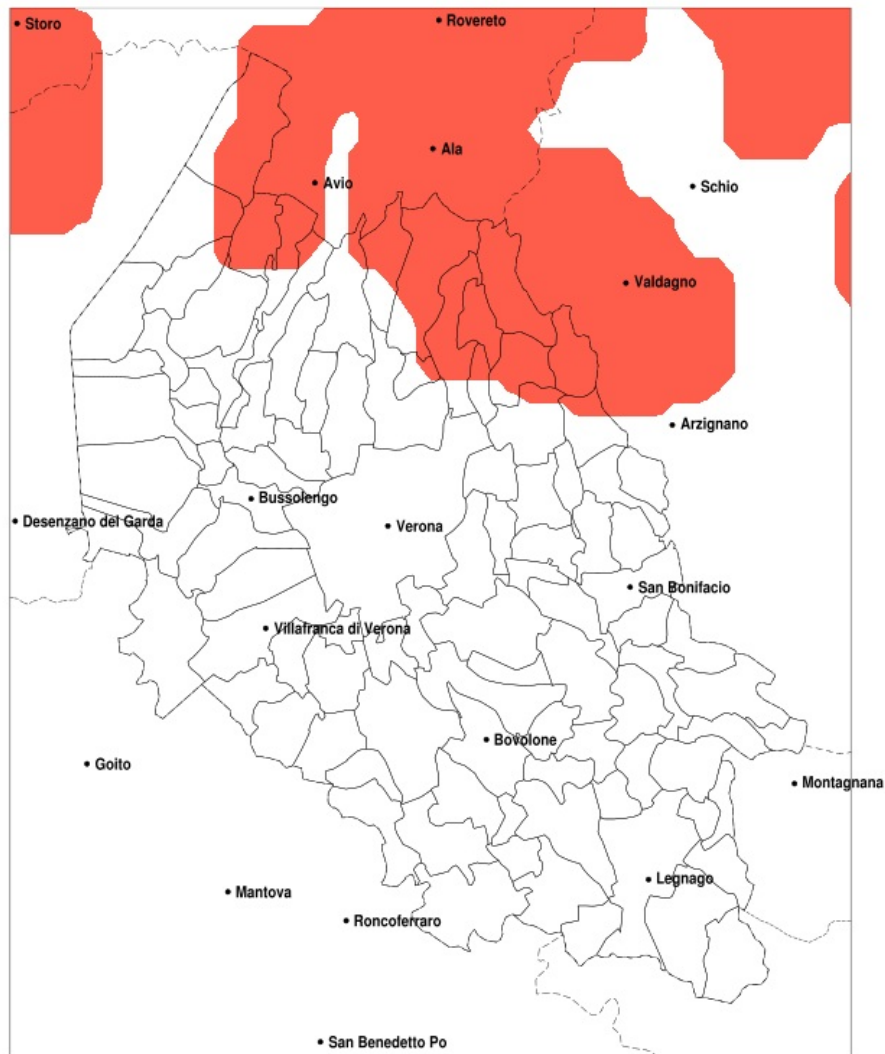 Storo
Rovereto
Ala
Avio
Schio
Valdagno
Arzignano
Bussolengo
Desenzano del Garda
Verona
San Bonifacio
Villafranca di Verona
Bovolone
Goito
Montagnana
Legnago
Mantova
Roncoferraro
San Benedetto Po